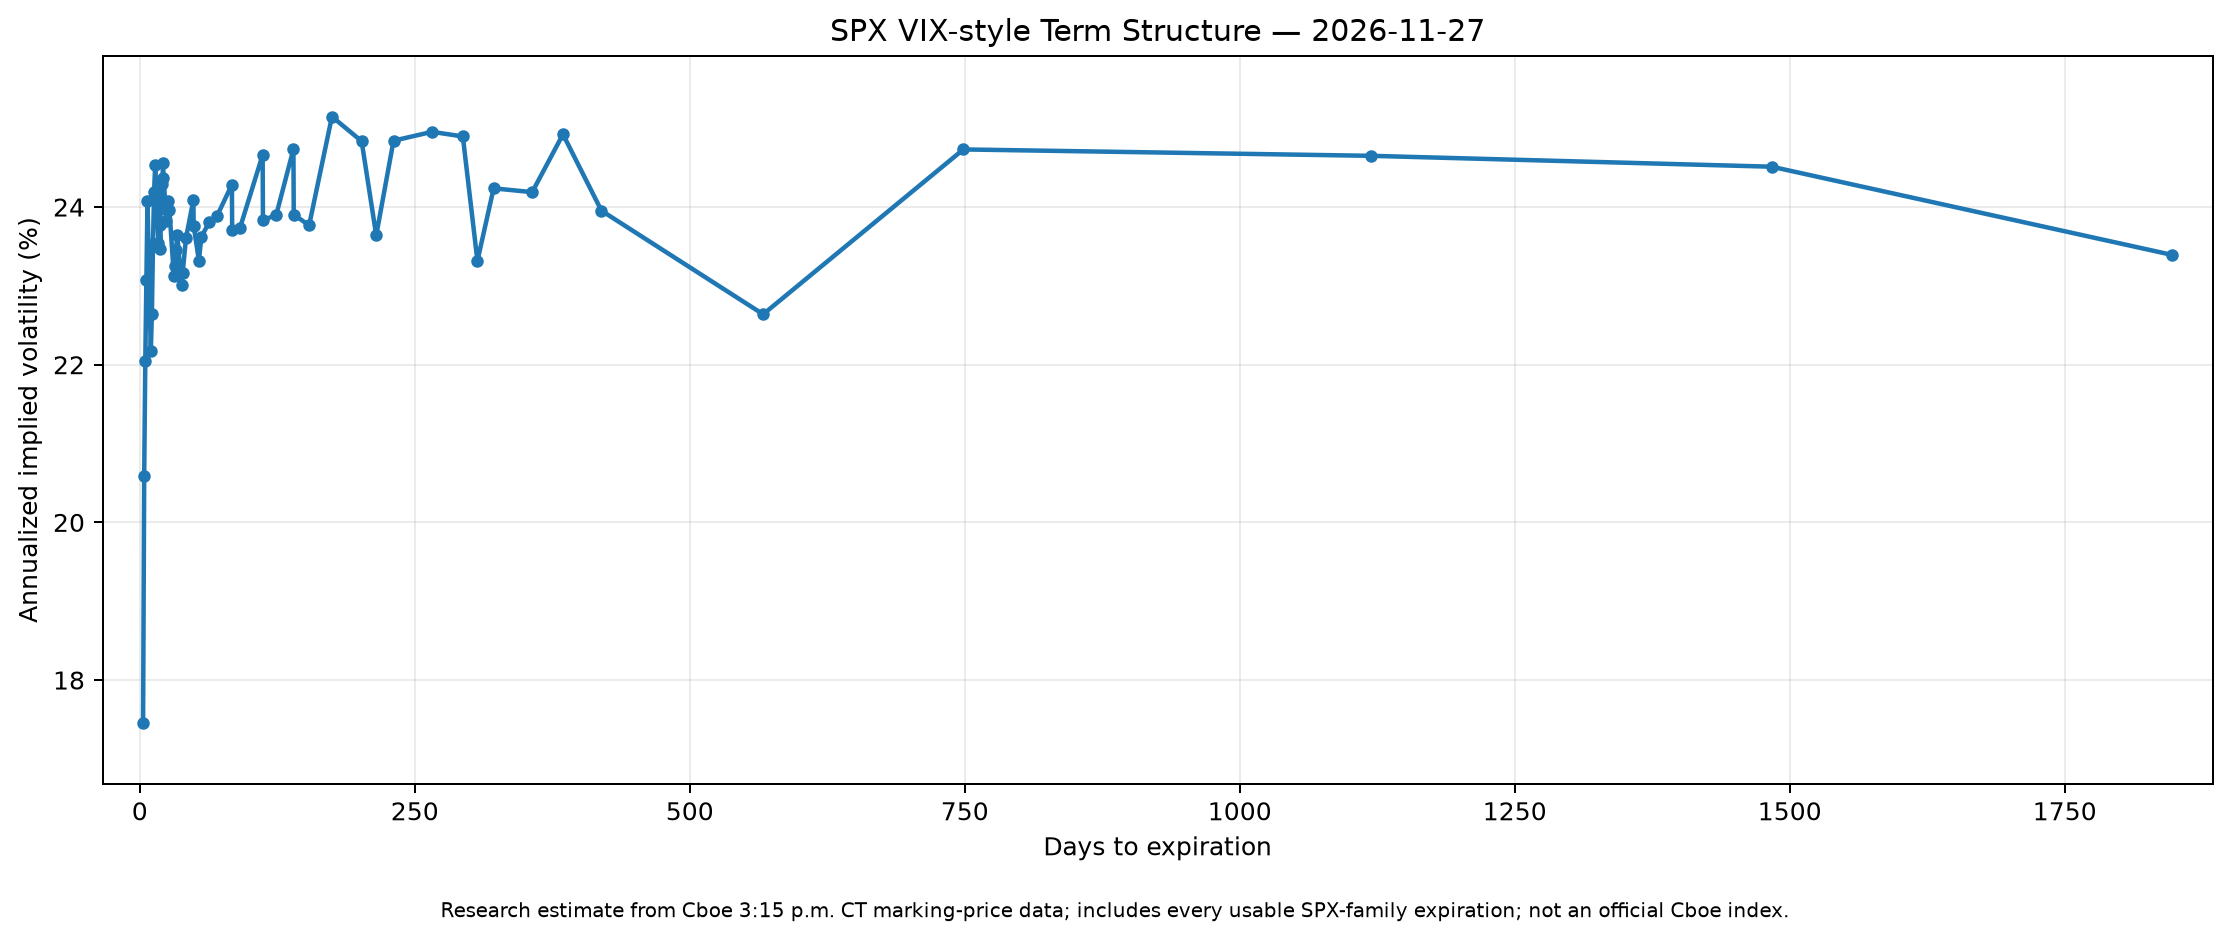 SPX VIX-style Term Structure — 2026-11-27
Annualized implied volatility (%)
24
22
20
18
0 250 500 750 1000 1250 1500 1750
Days to expiration
Research estimate from Cboe 3:15 p.m. CT marking-price data; includes every usable SPX-family expiration; not an official Cboe index.